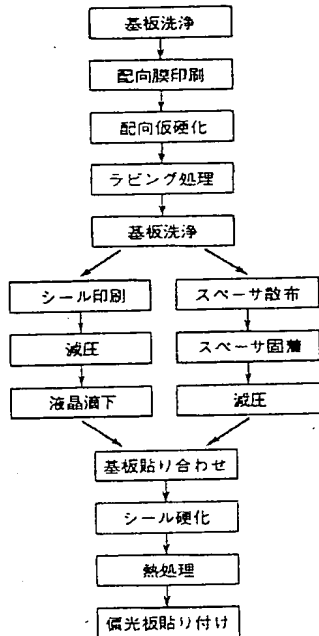 基板洗浄
配向膜印刷
配向仮硬化
ラビング処理
基板洗浄
シール印刷
スペーサ散布
減圧
スペーサ固着
液晶滴下
減圧
基板貼り合わせ
シール硬化
熱処理
偏光板貼り付け